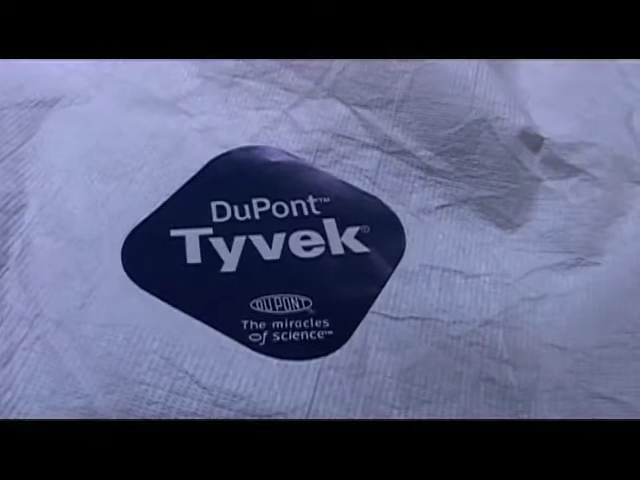 DuPont™
Tyvek®
DUPONT
The miracles
of science™